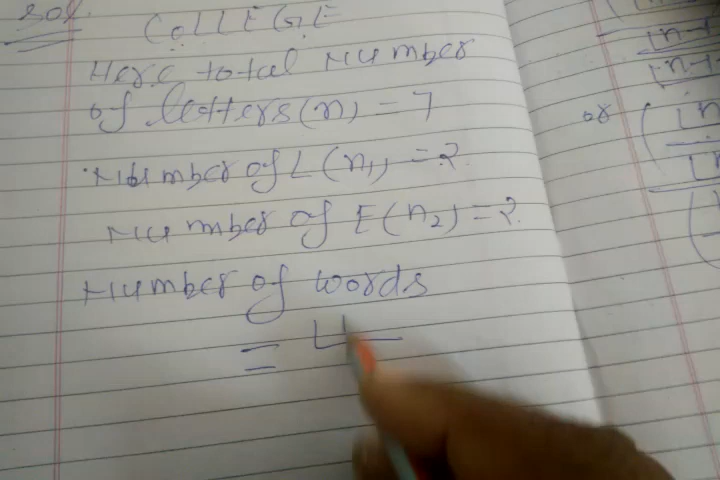 Sol.
COLLEGE
Here total number
of letters (n) = 7
Number of L (n₁) = 2.
Number of E (n₂) = 2.
Number of words
=
or